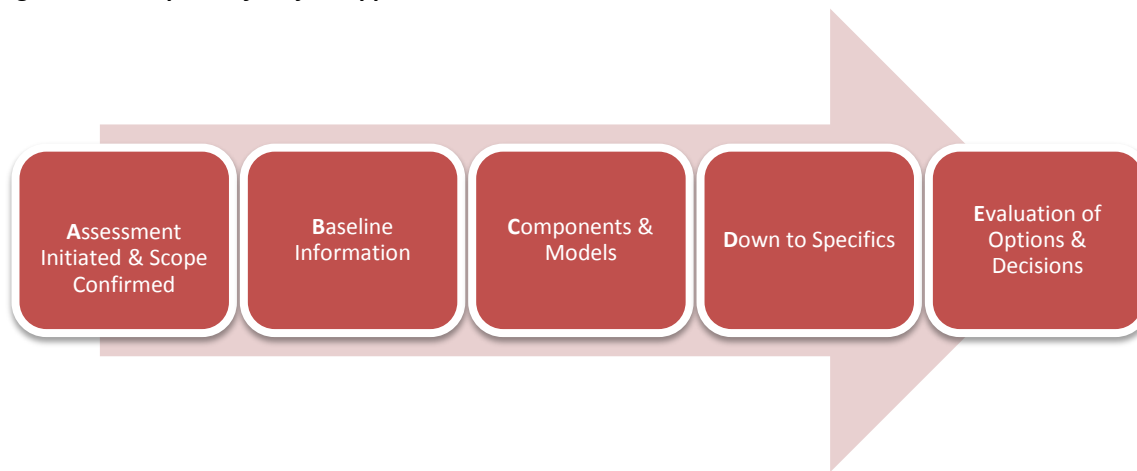 Assessment
Initiated & Scope
Confirmed
Baseline
Information
Components &
Models
Down to Specifics
Evaluation of
Options &
Decisions